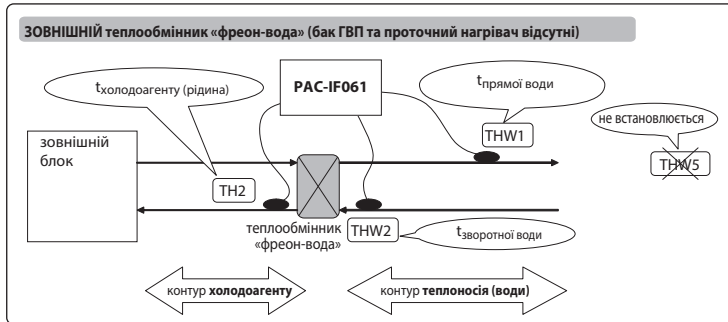 ЗОВНІШНІЙ теплообмінник «фреон-вода» (бак ГВП та проточний нагрівач відсутні)
tхолодоагенту (рідина)
PAC-IF061
tпрямої води
THW1
не встановлюється
THW5
зовнішній
блок
TH2
теплообмінник
«фреон-вода»
THW2
tзворотної води
контур холодоагенту
контур теплоносія (води)